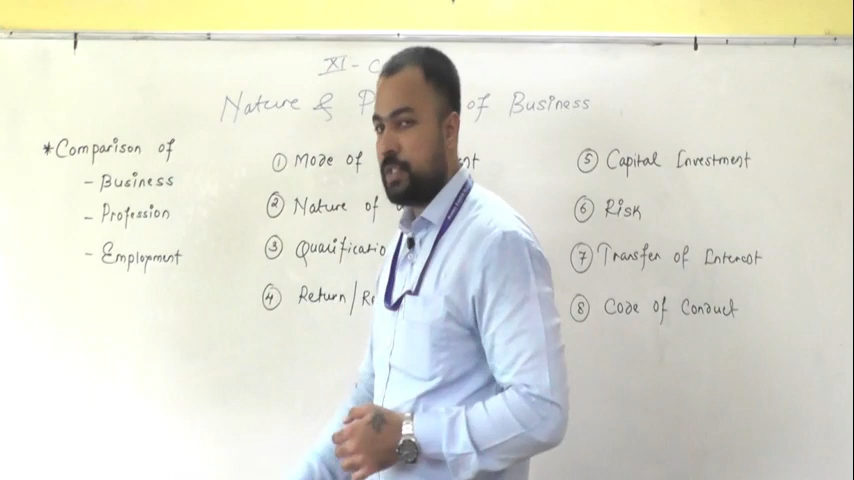 XI - C
Nature & P of Business
*Comparison of
- Business
- Profession
- Employment
① Mode of
② Nature of
③ Qualificatio
④ Return/Re
⑤ Capital Investment
⑥ Risk
⑦ Transfer of Interest
⑧ Code of Conduct